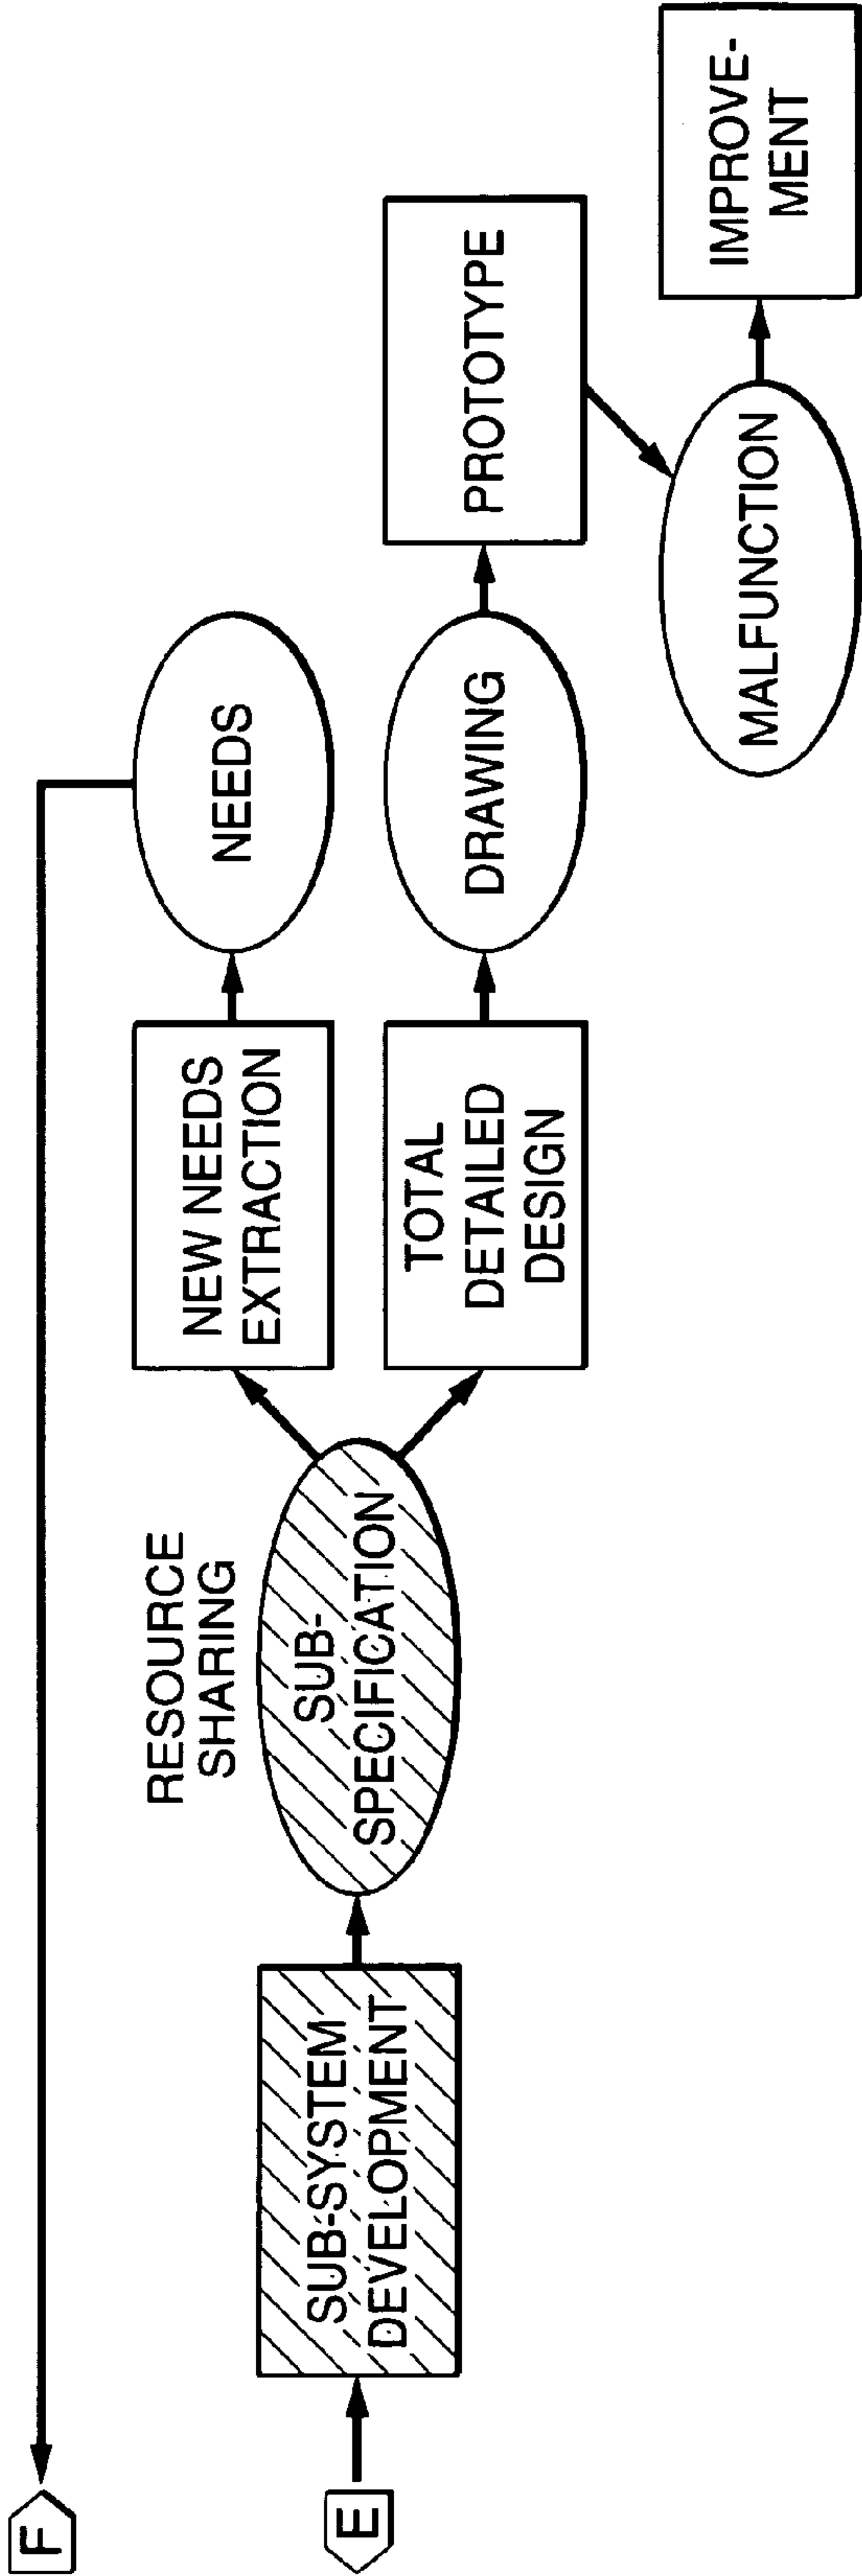 F
E
SUB-SYSTEM
DEVELOPMENT
RESOURCE
SHARING
SUB-
SPECIFICATION
NEW NEEDS
EXTRACTION
NEEDS
TOTAL
DETAILED
DESIGN
DRAWING
PROTOTYPE
MALFUNCTION
IMPROVE-
MENT